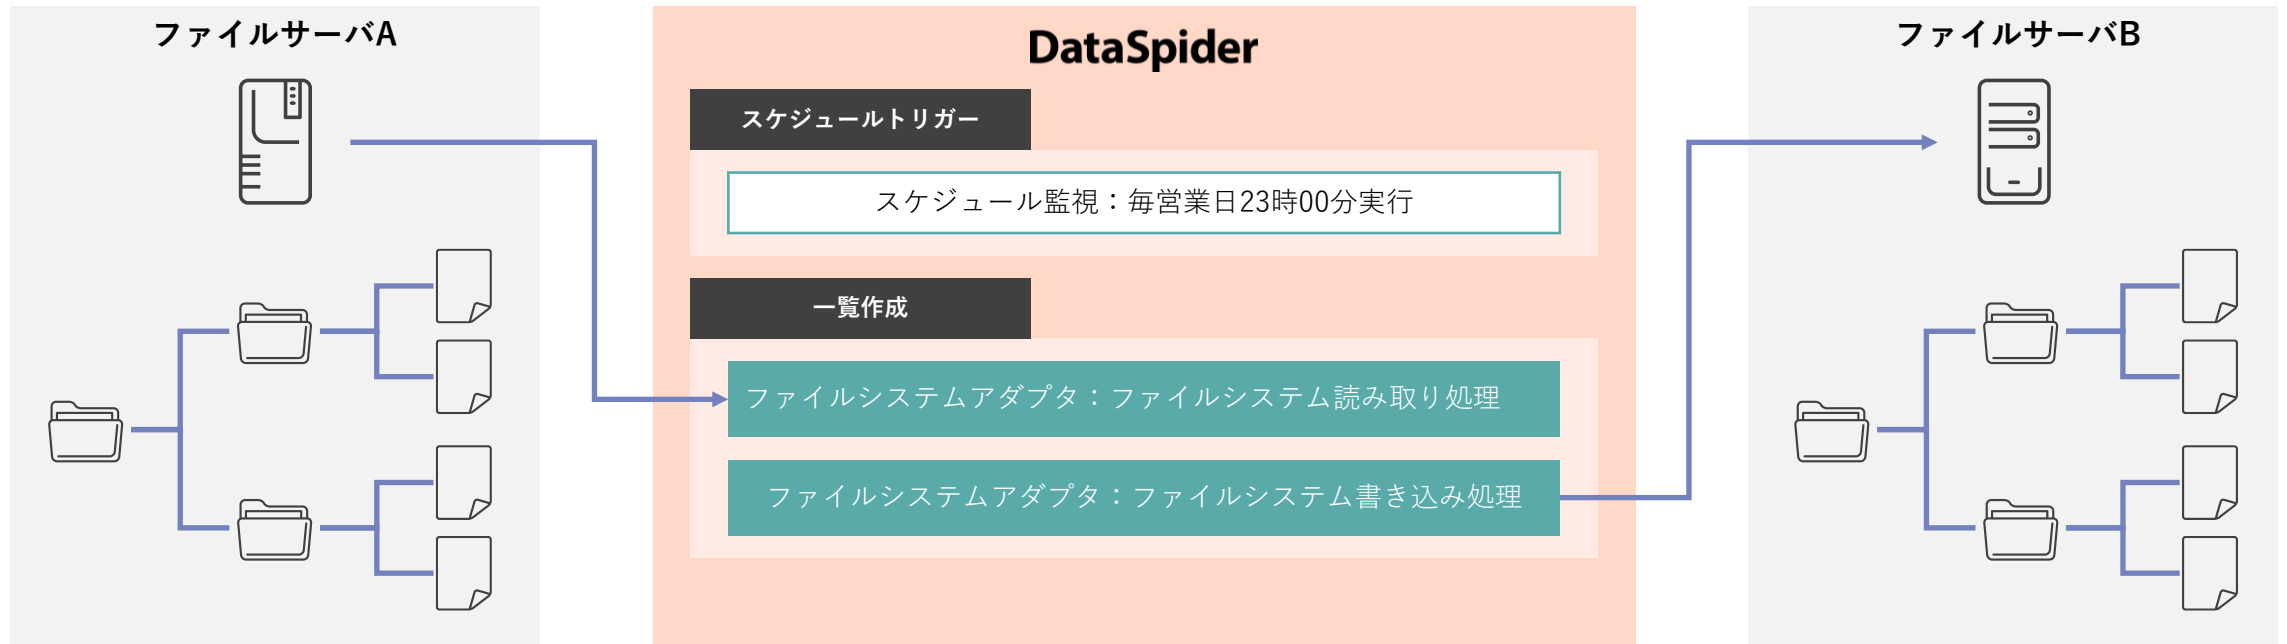 ファイルサーバA
DataSpider
ファイルサーバB
スケジュールトリガー
スケジュール監視：毎営業日23時00分実行
一覧作成
ファイルシステムアダプタ：ファイルシステム読み取り処理
ファイルシステムアダプタ：ファイルシステム書き込み処理